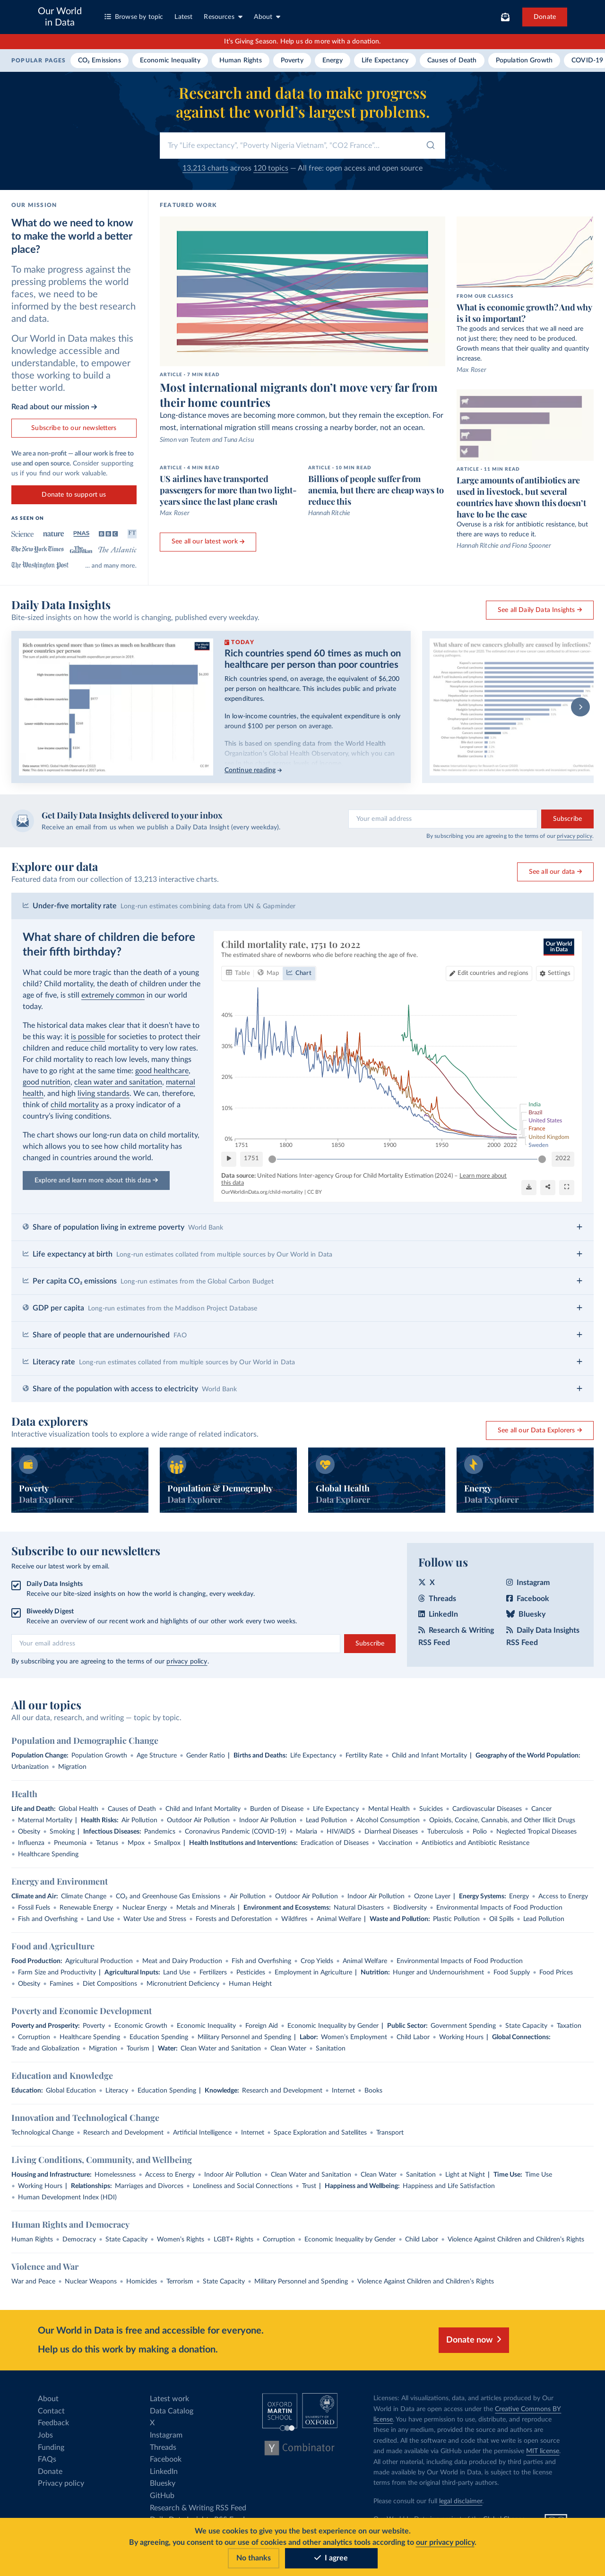 Our World
in Data
Browse by topic
Latest
Resources
About
Donate
It's Giving Season. Help us do more with a donation.
POPULAR PAGES
CO₂ Emissions
Economic Inequality
Human Rights
Poverty
Energy
Life Expectancy
Causes of Death
Population Growth
COVID-19
Research and data to make progress
against the world's largest problems.
Try "Life expectancy", "Poverty Nigeria Vietnam", "CO2 France"...
13,213 charts across 120 topics — All free: open access and open source
OUR MISSION
What do we need to know
to make the world a better
place?
To make progress against the
pressing problems the world
faces, we need to be
informed by the best research
and data.
Our World in Data makes this
knowledge accessible and
understandable, to empower
those working to build a
better world.
Read about our mission →
Subscribe to our newsletters
We are a non-profit — all our work is free to
use and open source. Consider supporting
us if you find our work valuable.
Donate to support us
AS SEEN ON
Science nature PNAS BBC FT
The New York Times The Guardian The Atlantic
The Washington Post ... and many more.
FEATURED WORK
ARTICLE · 7 MIN READ
Most international migrants don't move very far from
their home countries
Long-distance moves are becoming more common, but they remain the exception. For
most, international migration still means crossing a nearby border, not an ocean.
Simon van Teutem and Tuna Acisu
ARTICLE · 4 MIN READ
US airlines have transported
passengers for more than two light-
years since the last plane crash
Max Roser
ARTICLE · 10 MIN READ
Billions of people suffer from
anemia, but there are cheap ways to
reduce this
Hannah Ritchie
See all our latest work →
FROM OUR CLASSICS
What is economic growth? And why
is it so important?
The goods and services that we all need are
not just there; they need to be produced.
Growth means that their quality and quantity
increase.
Max Roser
ARTICLE · 11 MIN READ
Large amounts of antibiotics are
used in livestock, but several
countries have shown this doesn't
have to be the case
Overuse is a risk for antibiotic resistance, but
there are ways to reduce it.
Hannah Ritchie and Fiona Spooner
Daily Data Insights
Bite-sized insights on how the world is changing, published every weekday.
See all Daily Data Insights →
Rich countries spend more than 50 times as much on healthcare
poor countries per person
TODAY
Rich countries spend 60 times as much on
healthcare per person than poor countries
Rich countries spend, on average, the equivalent of $6,200
per person on healthcare. This includes public and private
expenditures.
In low-income countries, the equivalent expenditure is only
around $100 per person on average.
This is based on spending data from the World Health
Organization's Global Health Observatory, which you can
Continue reading →
What share of new cancers globally are caused by infections?
Get Daily Data Insights delivered to your inbox
Receive an email from us when we publish a Daily Data Insight (every weekday).
Your email address
Subscribe
By subscribing you are agreeing to the terms of our privacy policy.
Explore our data
Featured data from our collection of 13,213 interactive charts.
See all our data →
Under-five mortality rate Long-run estimates combining data from UN & Gapminder
What share of children die before
their fifth birthday?
What could be more tragic than the death of a young
child? Child mortality, the death of children under the
age of five, is still extremely common in our world
today.
The historical data makes clear that it doesn't have to
be this way: it is possible for societies to protect their
children and reduce child mortality to very low rates.
For child mortality to reach low levels, many things
have to go right at the same time: good healthcare,
good nutrition, clean water and sanitation, maternal
health, and high living standards. We can, therefore,
think of child mortality as a proxy indicator of a
country's living conditions.
The chart shows our long-run data on child mortality,
which allows you to see how child mortality has
changed in countries around the world.
Explore and learn more about this data →
Child mortality rate, 1751 to 2022
The estimated share of newborns who die before reaching the age of five.
Our World
in Data
Table
Map
Chart
Edit countries and regions
Settings
40%
30%
20%
10%
0%
1751 1800 1850 1900 1950 2000 2022
India
Brazil
United States
France
United Kingdom
Sweden
1751
2022
Data source: United Nations Inter-agency Group for Child Mortality Estimation (2024) – Learn more about
this data
OurWorldinData.org/child-mortality | CC BY
Share of population living in extreme poverty World Bank
Life expectancy at birth Long-run estimates collated from multiple sources by Our World in Data
Per capita CO₂ emissions Long-run estimates from the Global Carbon Budget
GDP per capita Long-run estimates from the Maddison Project Database
Share of people that are undernourished FAO
Literacy rate Long-run estimates collated from multiple sources by Our World in Data
Share of the population with access to electricity World Bank
Data explorers
Interactive visualization tools to explore a wide range of related indicators.
See all our Data Explorers →
Poverty
Data Explorer
Population & Demography
Data Explorer
Global Health
Data Explorer
Energy
Data Explorer
Subscribe to our newsletters
Receive our latest work by email.
Daily Data Insights
Receive our bite-sized insights on how the world is changing, every weekday.
Biweekly Digest
Receive an overview of our recent work and highlights of our other work every two weeks.
Your email address
Subscribe
By subscribing you are agreeing to the terms of our privacy policy.
Follow us
X
Instagram
Threads
Facebook
LinkedIn
Bluesky
Research & Writing
RSS Feed
Daily Data Insights
RSS Feed
All our topics
All our data, research, and writing — topic by topic.
Population and Demographic Change
Population Change: Population Growth • Age Structure • Gender Ratio | Births and Deaths: Life Expectancy • Fertility Rate • Child and Infant Mortality | Geography of the World Population:
Urbanization • Migration
Health
Life and Death: Global Health • Causes of Death • Child and Infant Mortality • Burden of Disease • Life Expectancy • Mental Health • Suicides • Cardiovascular Diseases • Cancer
• Maternal Mortality | Health Risks: Air Pollution • Outdoor Air Pollution • Indoor Air Pollution • Lead Pollution • Alcohol Consumption • Opioids, Cocaine, Cannabis, and Other Illicit Drugs
• Obesity • Smoking | Infectious Diseases: Pandemics • Coronavirus Pandemic (COVID-19) • Malaria • HIV/AIDS • Diarrheal Diseases • Tuberculosis • Polio • Neglected Tropical Diseases
• Influenza • Pneumonia • Tetanus • Mpox • Smallpox | Health Institutions and Interventions: Eradication of Diseases • Vaccination • Antibiotics and Antibiotic Resistance
• Healthcare Spending
Energy and Environment
Climate and Air: Climate Change • CO₂ and Greenhouse Gas Emissions • Air Pollution • Outdoor Air Pollution • Indoor Air Pollution • Ozone Layer | Energy Systems: Energy • Access to Energy
• Fossil Fuels • Renewable Energy • Nuclear Energy • Metals and Minerals | Environment and Ecosystems: Natural Disasters • Biodiversity • Environmental Impacts of Food Production
• Fish and Overfishing • Land Use • Water Use and Stress • Forests and Deforestation • Wildfires • Animal Welfare | Waste and Pollution: Plastic Pollution • Oil Spills • Lead Pollution
Food and Agriculture
Food Production: Agricultural Production • Meat and Dairy Production • Fish and Overfishing • Crop Yields • Animal Welfare • Environmental Impacts of Food Production
• Farm Size and Productivity | Agricultural Inputs: Land Use • Fertilizers • Pesticides • Employment in Agriculture | Nutrition: Hunger and Undernourishment • Food Supply • Food Prices
• Obesity • Famines • Diet Compositions • Micronutrient Deficiency • Human Height
Poverty and Economic Development
Poverty and Prosperity: Poverty • Economic Growth • Economic Inequality • Foreign Aid • Economic Inequality by Gender | Public Sector: Government Spending • State Capacity • Taxation
• Corruption • Healthcare Spending • Education Spending • Military Personnel and Spending | Labor: Women's Employment • Child Labor • Working Hours | Global Connections:
Trade and Globalization • Migration • Tourism | Water: Clean Water and Sanitation • Clean Water • Sanitation
Education and Knowledge
Education: Global Education • Literacy • Education Spending | Knowledge: Research and Development • Internet • Books
Innovation and Technological Change
Technological Change • Research and Development • Artificial Intelligence • Internet • Space Exploration and Satellites • Transport
Living Conditions, Community, and Wellbeing
Housing and Infrastructure: Homelessness • Access to Energy • Indoor Air Pollution • Clean Water and Sanitation • Clean Water • Sanitation • Light at Night | Time Use: Time Use
• Working Hours | Relationships: Marriages and Divorces • Loneliness and Social Connections • Trust | Happiness and Wellbeing: Happiness and Life Satisfaction
• Human Development Index (HDI)
Human Rights and Democracy
Human Rights • Democracy • State Capacity • Women's Rights • LGBT+ Rights • Corruption • Economic Inequality by Gender • Child Labor • Violence Against Children and Children's Rights
Violence and War
War and Peace • Nuclear Weapons • Homicides • Terrorism • State Capacity • Military Personnel and Spending • Violence Against Children and Children's Rights
Our World in Data is free and accessible for everyone.
Help us do this work by making a donation.
Donate now
About
Contact
Feedback
Jobs
Funding
FAQs
Donate
Privacy policy
Latest work
Data Catalog
X
Instagram
Threads
Facebook
LinkedIn
Bluesky
GitHub
Research & Writing RSS Feed
OXFORD
MARTIN
SCHOOL
UNIVERSITY OF
OXFORD
Y Combinator
Licenses: All visualizations, data, and articles produced by Our
World in Data are open access under the Creative Commons BY
license. You have permission to use, distribute, and reproduce
these in any medium, provided the source and authors are
credited. All the software and code that we write is open source
and made available via GitHub under the permissive MIT license.
All other material, including data produced by third parties and
made available by Our World in Data, is subject to the license
terms from the original third-party authors.
Please consult our full legal disclaimer.
We use cookies to give you the best experience on our website.
By agreeing, you consent to our use of cookies and other analytics tools according to our privacy policy.
No thanks
I agree